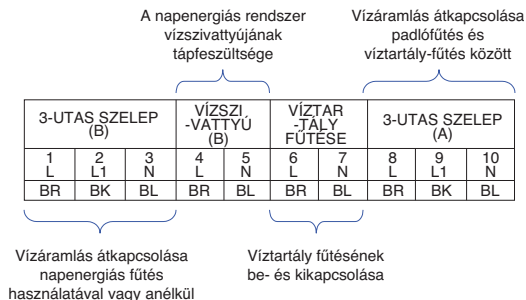 A napenergiás rendszer
vízszivattyújának
tápfeszültsége
Vízáramlás átkapcsolása
padlófűtés és
víztartály-fűtés között
3-UTAS SZELEP
(B)
VÍZSZI
-VATTYÚ
(B)
VÍZTAR
-TÁLY
FŰTÉSE
3-UTAS SZELEP
(A)
1 2 3 4 5 6 7 8 9 10
L L1 N L N L N L L1 N
BR BK BL BR BL BR BL BR BK BL
Vízáramlás átkapcsolása
napenergiás fűtés
használatával vagy anélkül
Víztartály fűtésének
be- és kikapcsolása